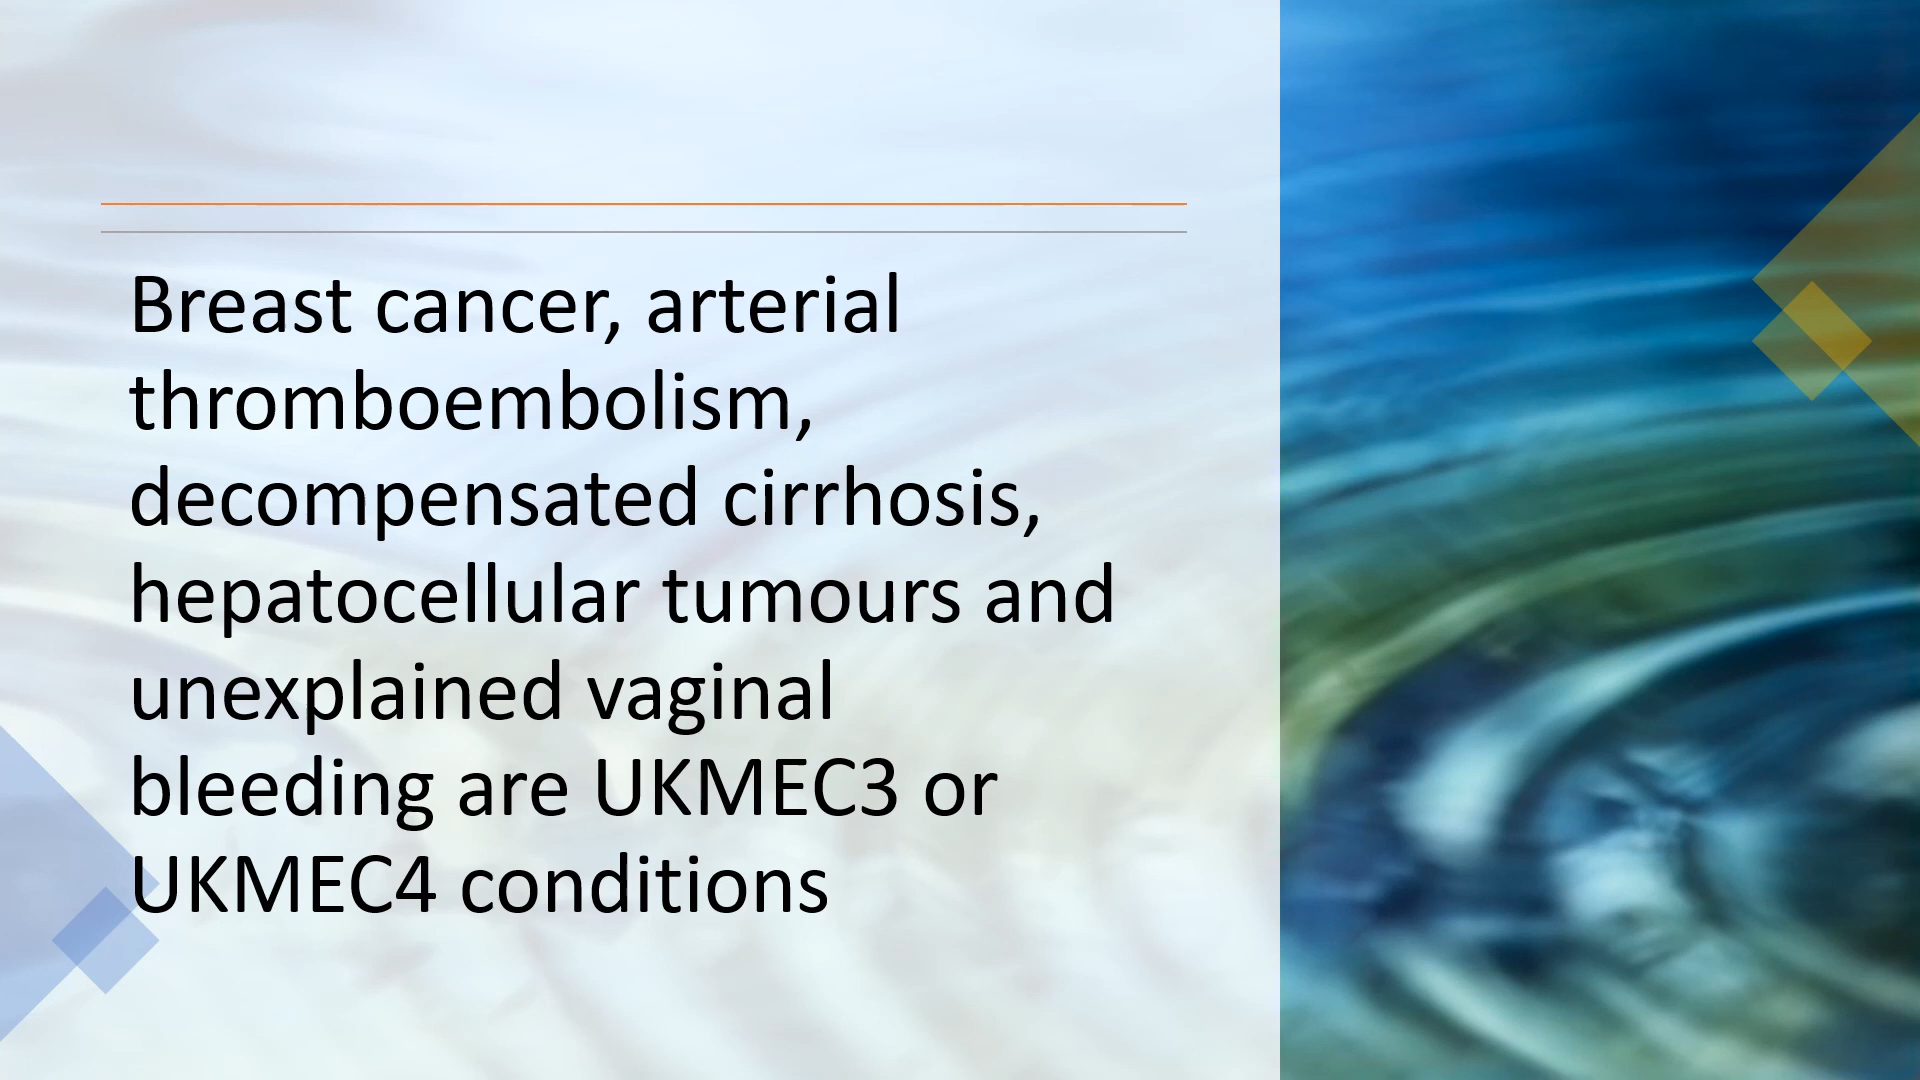 Breast cancer, arterial
thromboembolism,
decompensated cirrhosis,
hepatocellular tumours and
unexplained vaginal
bleeding are UKMEC3 or
UKMEC4 conditions